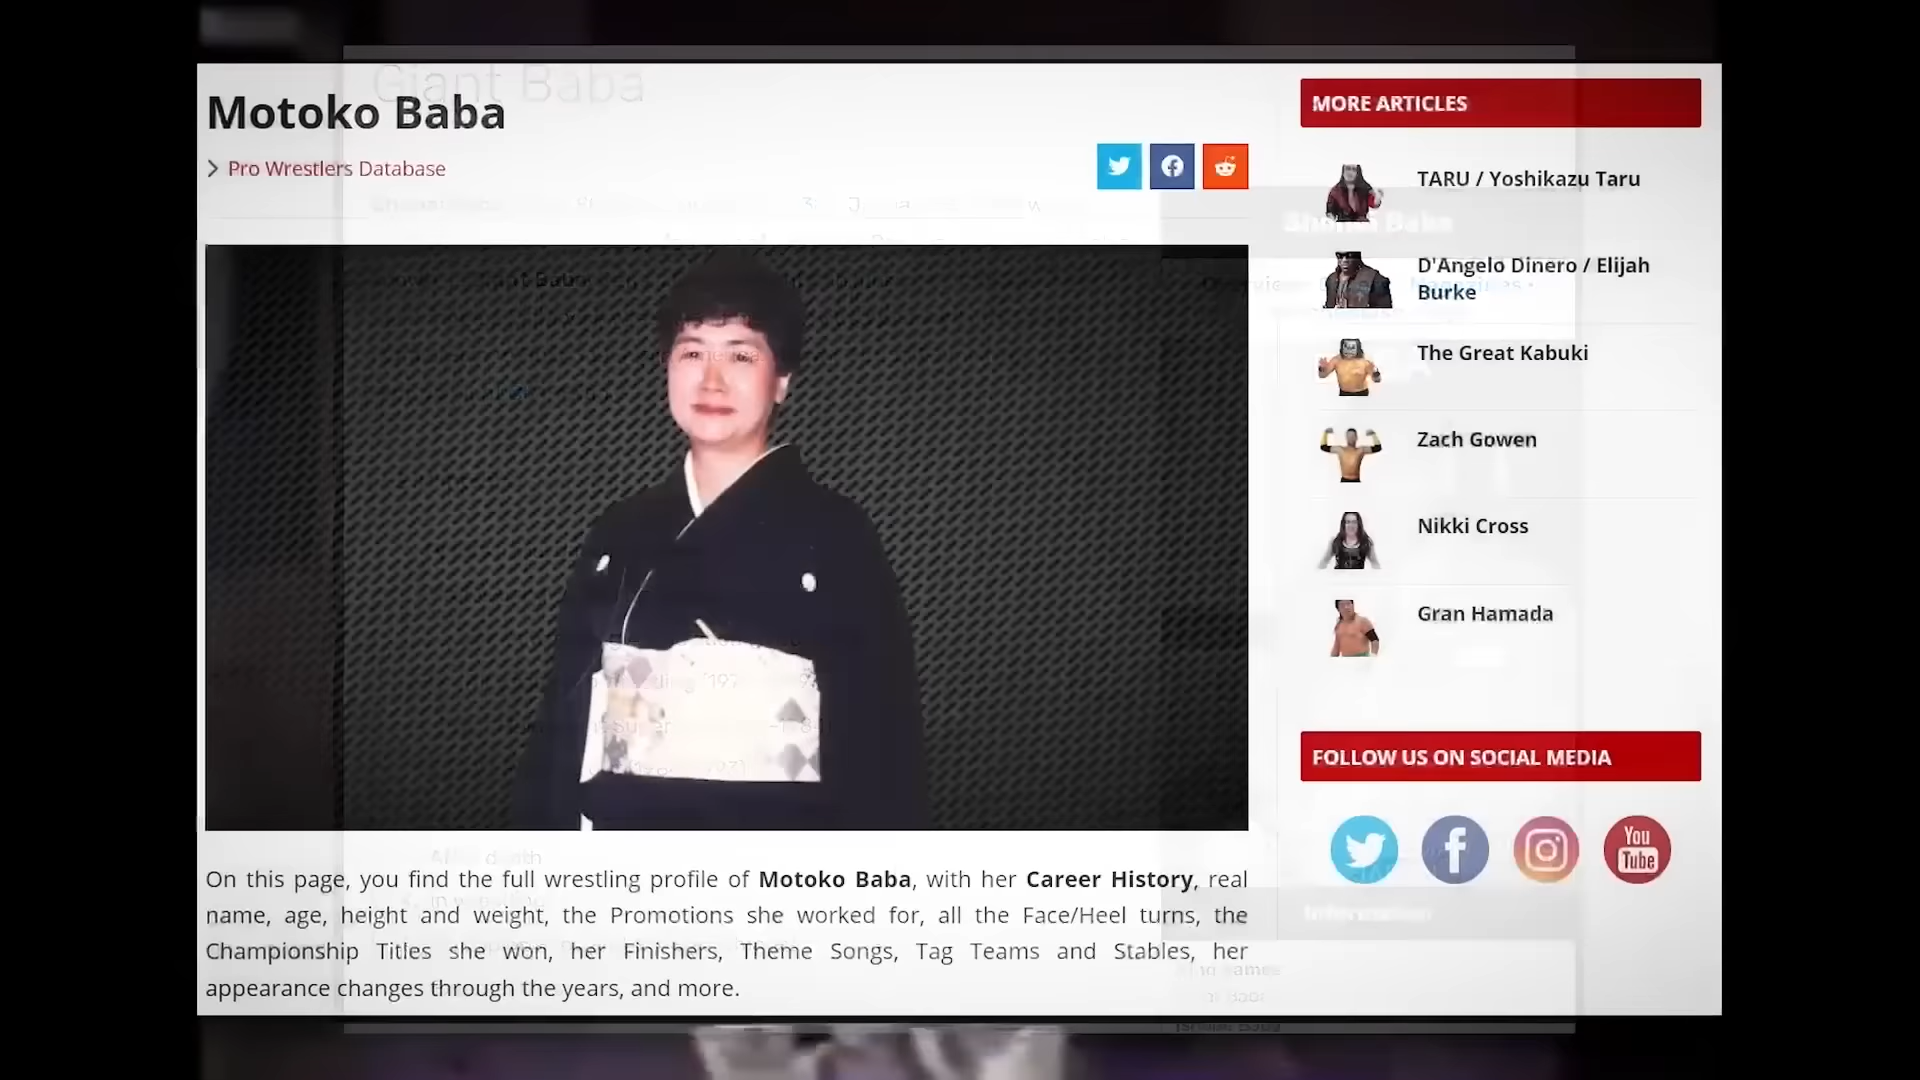 Giant Baba
Motoko Baba
Pro Wrestlers Database
On this page, you find the full wrestling profile of Motoko Baba, with her Career History, real
name, age, height and weight, the Promotions she worked for, all the Face/Heel turns, the
Championship Titles she won, her Finishers, Theme Songs, Tag Teams and Stables, her
appearance changes through the years, and more.
MORE ARTICLES
TARU / Yoshikazu Taru
D'Angelo Dinero / Elijah
Burke
The Great Kabuki
Zach Gowen
Nikki Cross
Gran Hamada
FOLLOW US ON SOCIAL MEDIA
You
Tube
Information